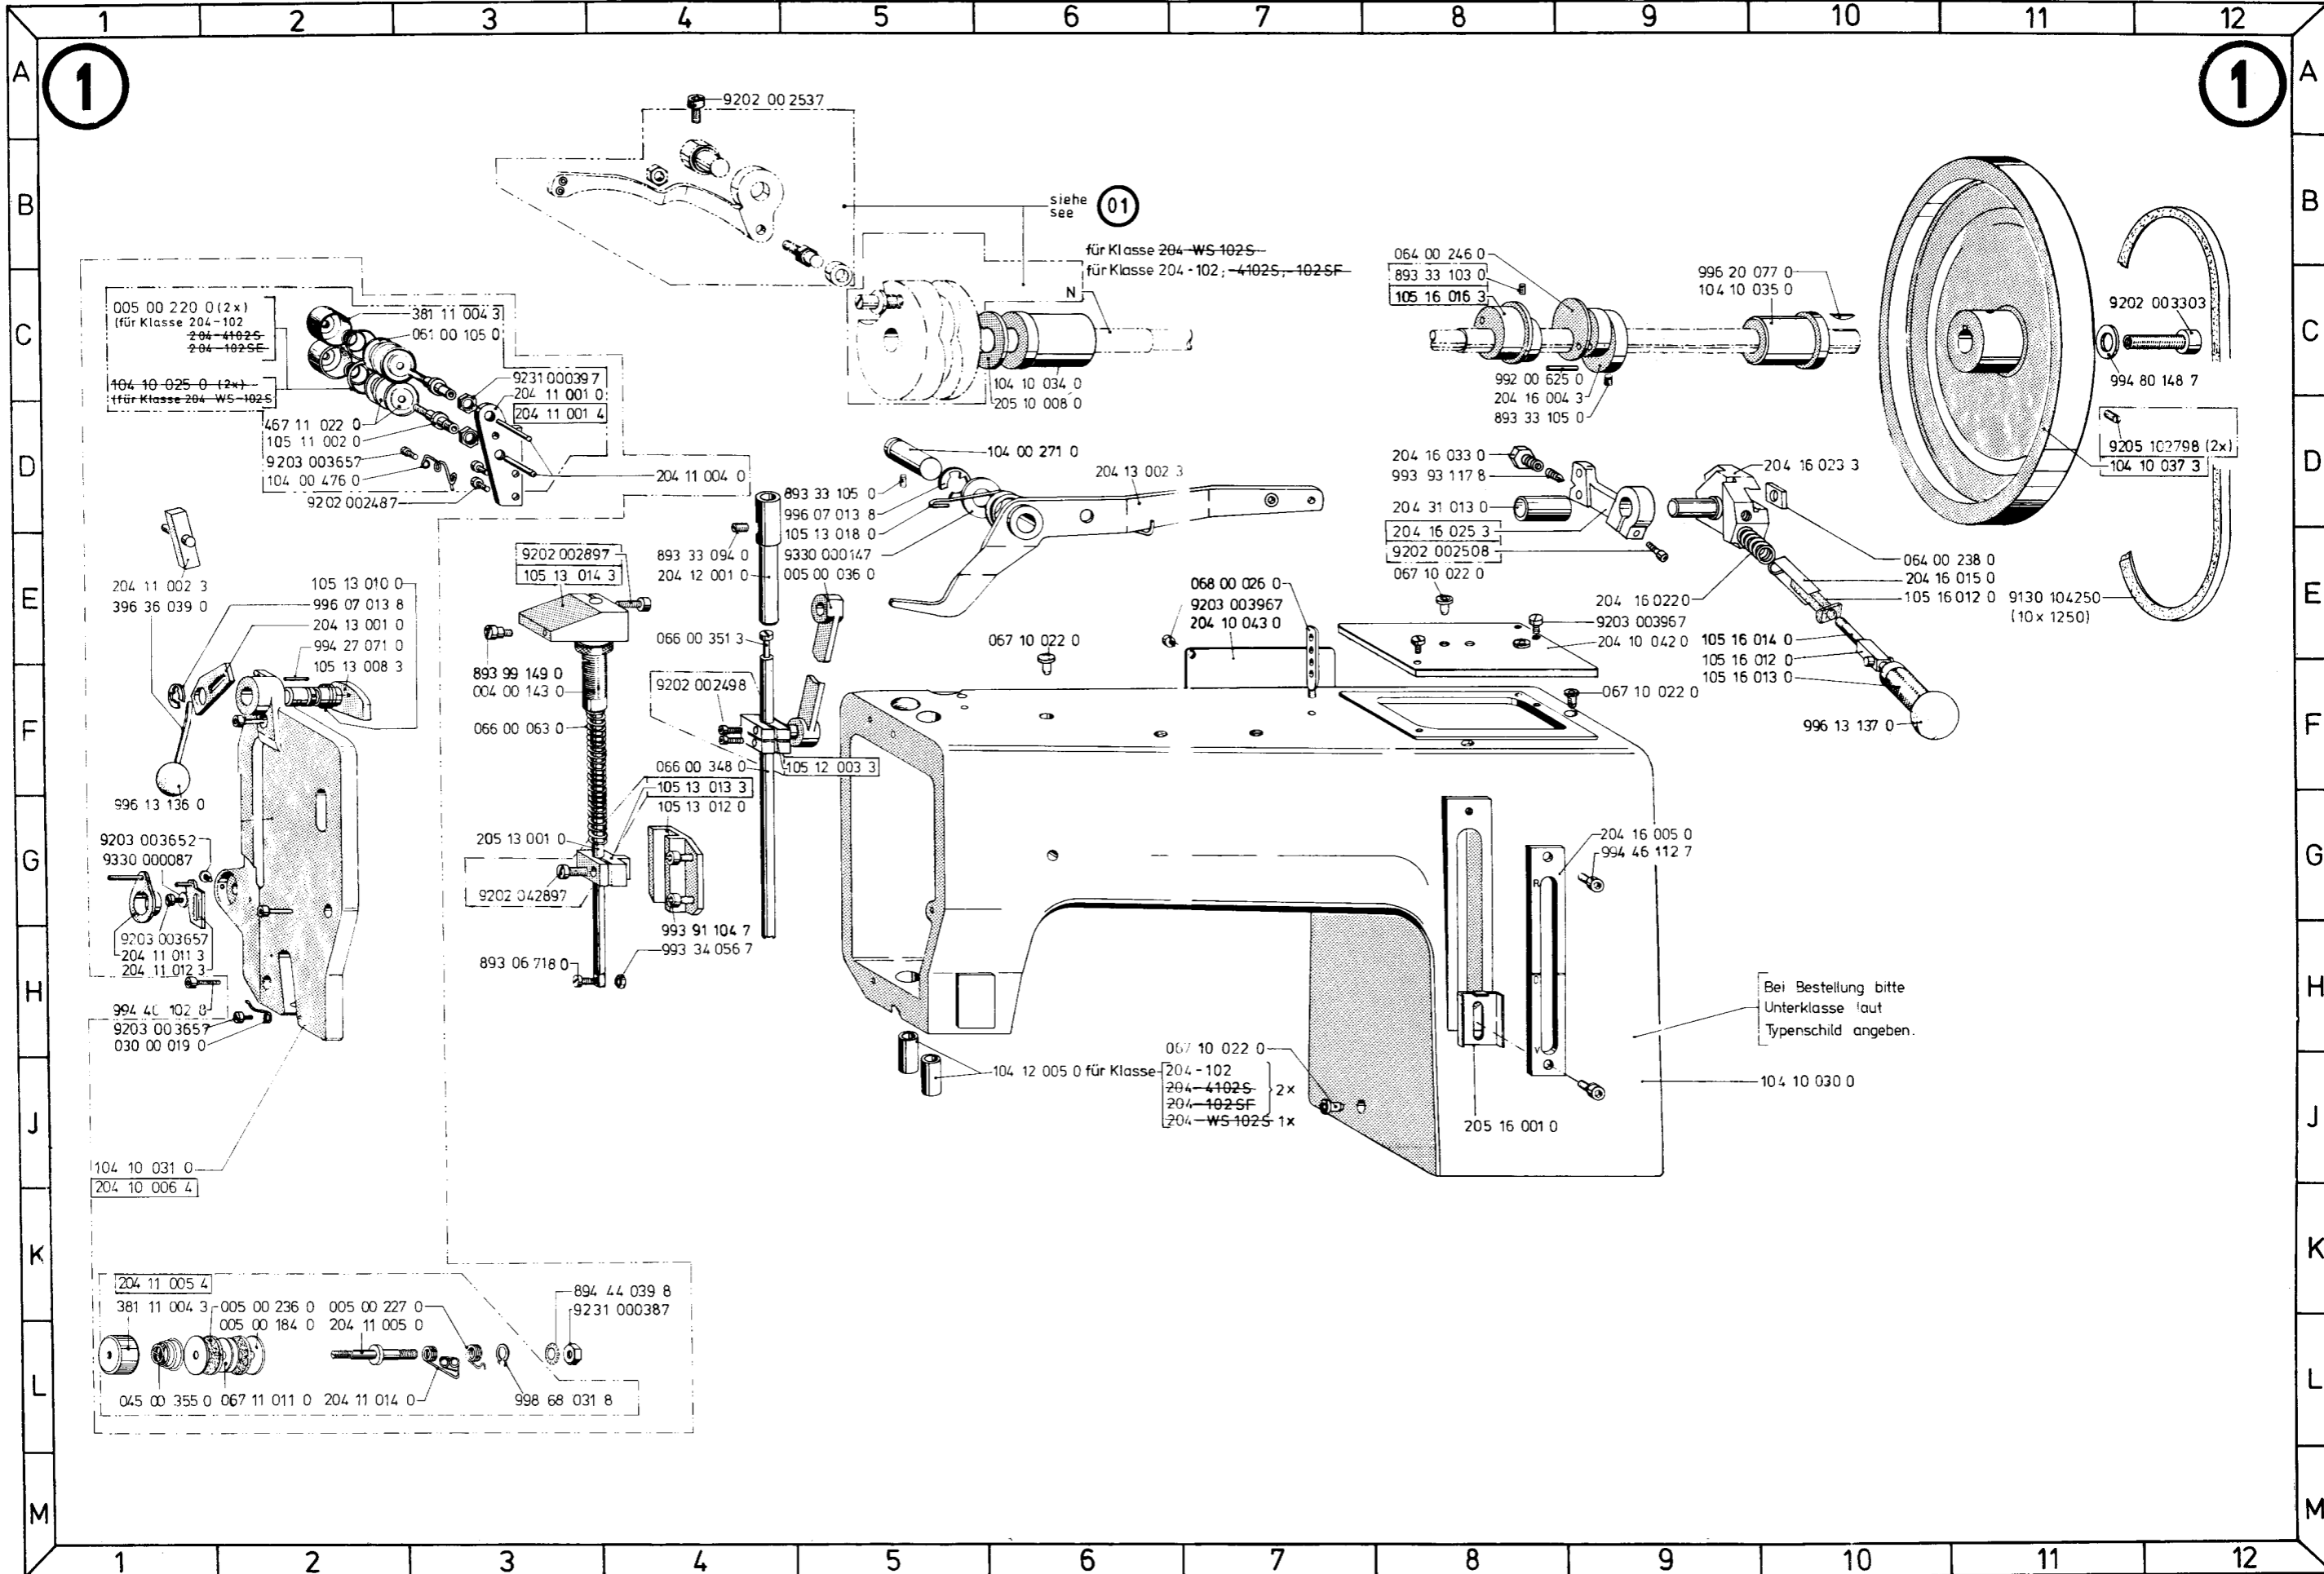 1 2 3 4 5 6 7 8 9 10 11 12
A A
1 1
9202 002537
B B
siehe
see
01
für Klasse 204-WS 102S
für Klasse 204-102; -4102S;-102SF
N
C C
005 00 220 0 (2x)
(für Klasse 204-102
204-4102S
204-102SF
104 10 025 0 (2x)
(für Klasse 204-WS-102S
381 11 004 3
061 00 105 0
9231 000397
204 11 001 0
204 11 001 4
467 11 022 0
105 11 002 0
9203 003657
104 00 476 0
9202 002487
204 11 004 0
104 10 034 0
205 10 008 0
064 00 246 0
893 33 103 0
105 16 016 3
992 00 625 0
204 16 004 3
893 33 105 0
996 20 077 0
104 10 035 0
9202 003303
994 80 148 7
D D
9205 102798 (2x)
104 10 037 3
104 00 271 0
204 13 002 3
893 33 105 0
996 07 013 8
105 13 018 0
9330 000147
005 00 036 0
204 16 033 0
993 93 117 8
204 31 013 0
204 16 025 3
9202 002508
067 10 022 0
204 16 023 3
064 00 238 0
204 16 015 0
105 16 012 0
9130 104250
(10 x 1250)
E E
204 11 002 3
396 36 039 0
105 13 010 0
996 07 013 8
204 13 001 0
994 27 071 0
105 13 008 3
9202 002897
105 13 014 3
893 33 094 0
204 12 001 0
066 00 351 3
067 10 022 0
068 00 026 0
9203 003967
204 10 043 0
204 16 022 0
9203 003967
204 10 042 0
105 16 014 0
105 16 012 0
105 16 013 0
067 10 022 0
996 13 137 0
F F
893 99 149 0
004 00 143 0
066 00 063 0
9202 002498
066 00 348 0
105 12 003 3
105 13 013 3
105 13 012 0
996 13 136 0
G G
9203 003652
9330 000087
205 13 001 0
9202 042897
204 16 005 0
994 46 112 7
R
0
V
9203 003657
204 11 011 3
204 11 012 3
993 91 104 7
993 34 056 7
893 06 718 0
H H
994 46 102 8
9203 003657
030 00 019 0
Bei Bestellung bitte
Unterklasse laut
Typenschild angeben.
067 10 022 0
104 12 005 0 für Klasse 204-102
204-4102S
204-102SF
2x
204-WS 102S 1x
104 10 030 0
205 16 001 0
J J
104 10 031 0
204 10 006 4
K K
204 11 005 4
381 11 004 3 005 00 236 0 005 00 227 0
005 00 184 0 204 11 005 0
894 44 039 8
9231 000387
L L
045 00 355 0 067 11 011 0 204 11 014 0 998 68 031 8
M M
1 2 3 4 5 6 7 8 9 10 11 12